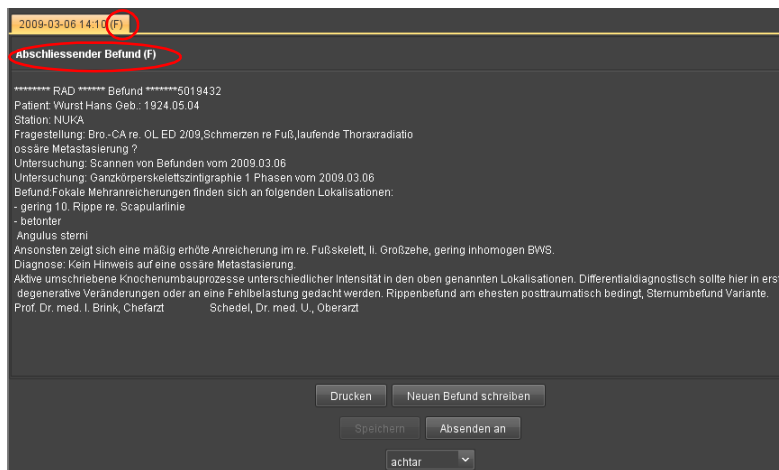 2009-03-06 14:10 (F)
Abschliessender Befund (F)
******** RAD ****** Befund *******5019432
Patient: Wurst Hans Geb.: 1924.05.04
Station: NUKA
Fragestellung: Bro.-CA re. OL ED 2/09,Schmerzen re Fuß,laufende Thoraxradiatio
ossäre Metastasierung ?
Untersuchung: Scannen von Befunden vom 2009.03.06
Untersuchung: Ganzkörperskelettszintigraphie 1 Phasen vom 2009.03.06
Befund:Fokale Mehranreicherungen finden sich an folgenden Lokalisationen:
- gering 10. Rippe re. Scapularlinie
- betonter
Angulus sterni
Ansonsten zeigt sich eine mäßig erhöte Anreicherung im re. Fußskelett, li. Großzehe, gering inhomogen BWS.
Diagnose: Kein Hinweis auf eine ossäre Metastasierung.
Aktive umschriebene Knochenumbauprozesse unterschiedlicher Intensität in den oben genannten Lokalisationen. Differentialdiagnostisch sollte hier in erst
degenerative Veränderungen oder an eine Fehlbelastung gedacht werden. Rippenbefund am ehesten posttraumatisch bedingt, Sternumbefund Variante.
Prof. Dr. med. I. Brink, Chefarzt Schedel, Dr. med. U., Oberarzt
Drucken Neuen Befund schreiben
Speichern Absenden an
achtar